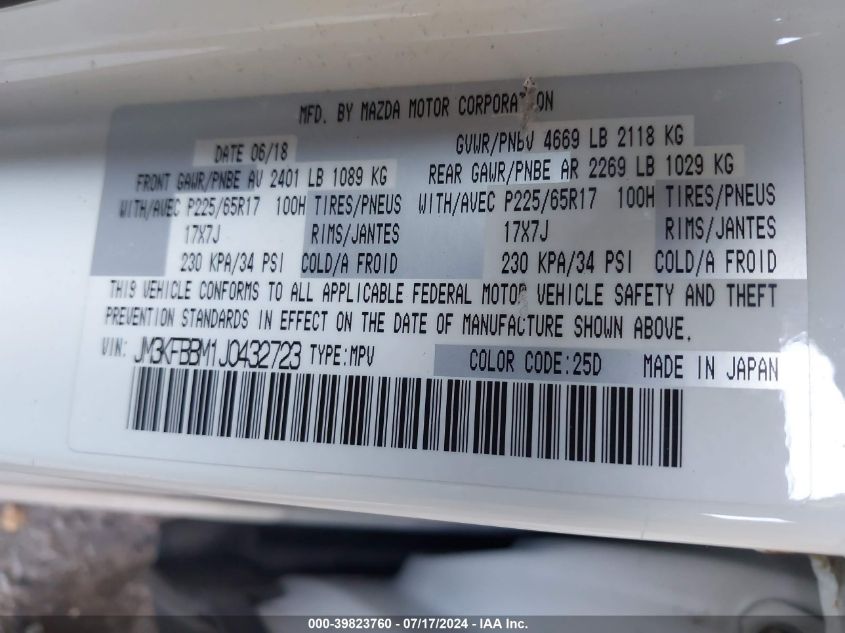 MFD. BY MAZDA MOTOR CORPORATION
DATE 06/18 GVWR/PNBV 4669 LB 2118 KG
FRONT GAWR/PNBE AV 2401 LB 1089 KG REAR GAWR/PNBE AR 2269 LB 1029 KG
WITH/AVEC P225/65R17 100H TIRES/PNEUS WITH/AVEC P225/65R17 100H TIRES/PNEUS
17X7J RIMS/JANTES 17X7J RIMS/JANTES
230 KPA/34 PSI COLD/A FROID 230 KPA/34 PSI COLD/A FROID
THIS VEHICLE CONFORMS TO ALL APPLICABLE FEDERAL MOTOR VEHICLE SAFETY AND THEFT
PREVENTION STANDARDS IN EFFECT ON THE DATE OF MANUFACTURE SHOWN ABOVE.
VIN: JM3KFBBM1J0432723 TYPE:MPV COLOR CODE:25D MADE IN JAPAN
000-39823760 - 07/17/2024 - IAA Inc.